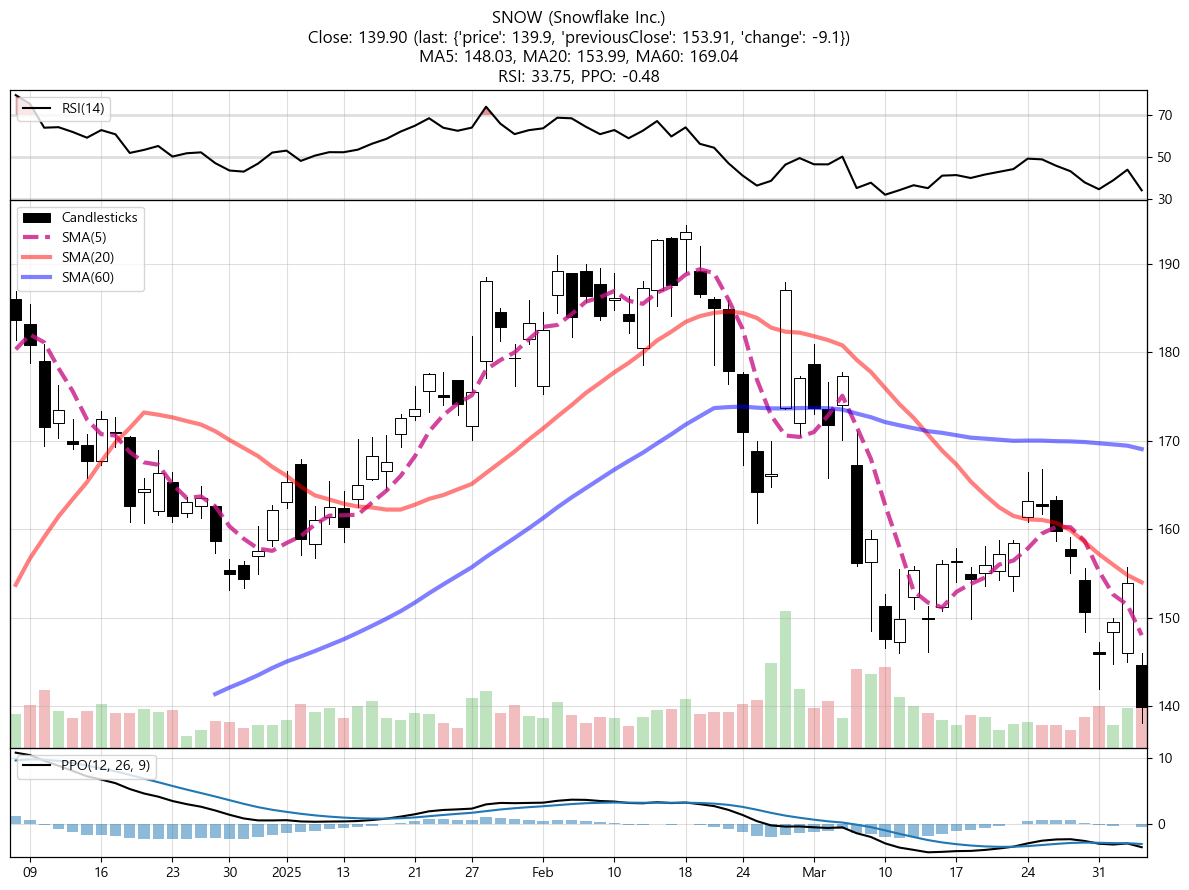 SNOW (Snowflake Inc.)
Close: 139.90 (last: {'price': 139.9, 'previousClose': 153.91, 'change': -9.1})
MA5: 148.03, MA20: 153.99, MA60: 169.04
RSI: 33.75, PPO: -0.48
RSI(14)
70
50
30
Candlesticks
SMA(5)
SMA(20)
SMA(60)
190
180
170
160
150
140
PPO(12, 26, 9)
10
0
09 16 23 30 2025 13 21 27 Feb 10 18 24 Mar 10 17 24 31